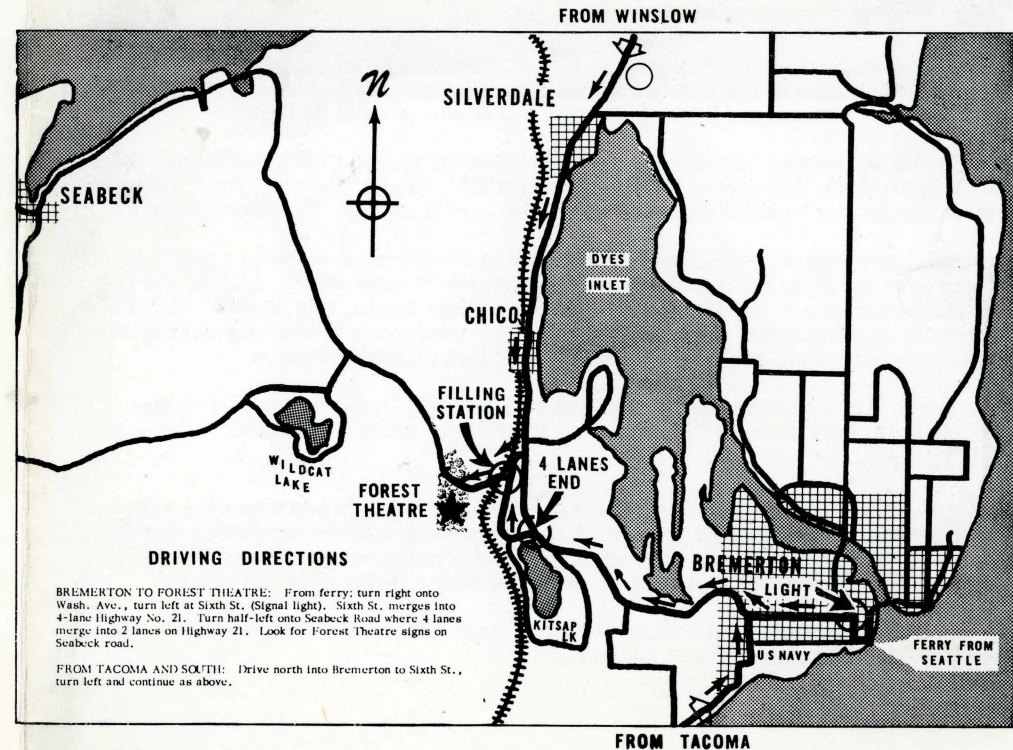 FROM WINSLOW
N
SILVERDALE
SEABECK
DYES
INLET
CHICO
FILLING
STATION
WILDCAT
LAKE
4 LANES
END
FOREST
THEATRE
DRIVING DIRECTIONS
BREMERTON
LIGHT
BREMERTON TO FOREST THEATRE: From ferry; turn right onto
Wash. Ave., turn left at Sixth St. (Signal light). Sixth St. merges into
4-lane Highway No. 21. Turn half-left onto Seabeck Road where 4 lanes
merge into 2 lanes on Highway 21. Look for Forest Theatre signs on
Seabeck road.
KITSAP
LK
US NAVY
FERRY FROM
SEATTLE
FROM TACOMA AND SOUTH: Drive north into Bremerton to Sixth St.,
turn left and continue as above.
FROM TACOMA